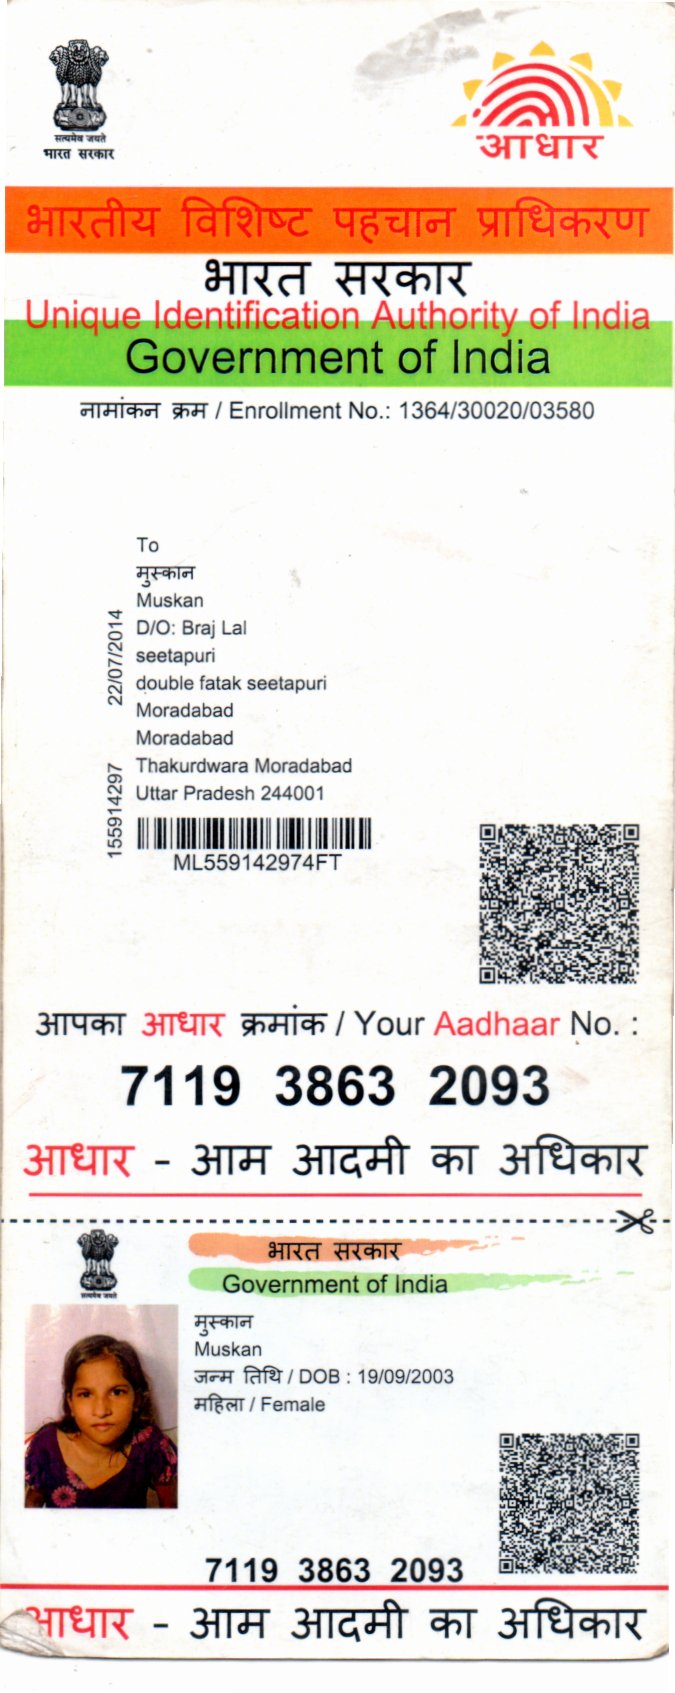 सत्यमेव जयते
भारत सरकार
आधार
भारतीय विशिष्ट पहचान प्राधिकरण
भारत सरकार
Unique Identification Authority of India
Government of India
नामांकन क्रम / Enrollment No.: 1364/30020/03580
To
मुस्कान
Muskan
D/O: Braj Lal
seetapuri
double fatak seetapuri
Moradabad
Moradabad
Thakurdwara Moradabad
Uttar Pradesh 244001
22/07/2014
155914297
ML559142974FT
आपका आधार क्रमांक / Your Aadhaar No. :
7119 3863 2093
आधार - आम आदमी का अधिकार
भारत सरकार
Government of India
सत्यमेव जयते
मुस्कान
Muskan
जन्म तिथि / DOB : 19/09/2003
महिला / Female
7119 3863 2093
आधार - आम आदमी का अधिकार